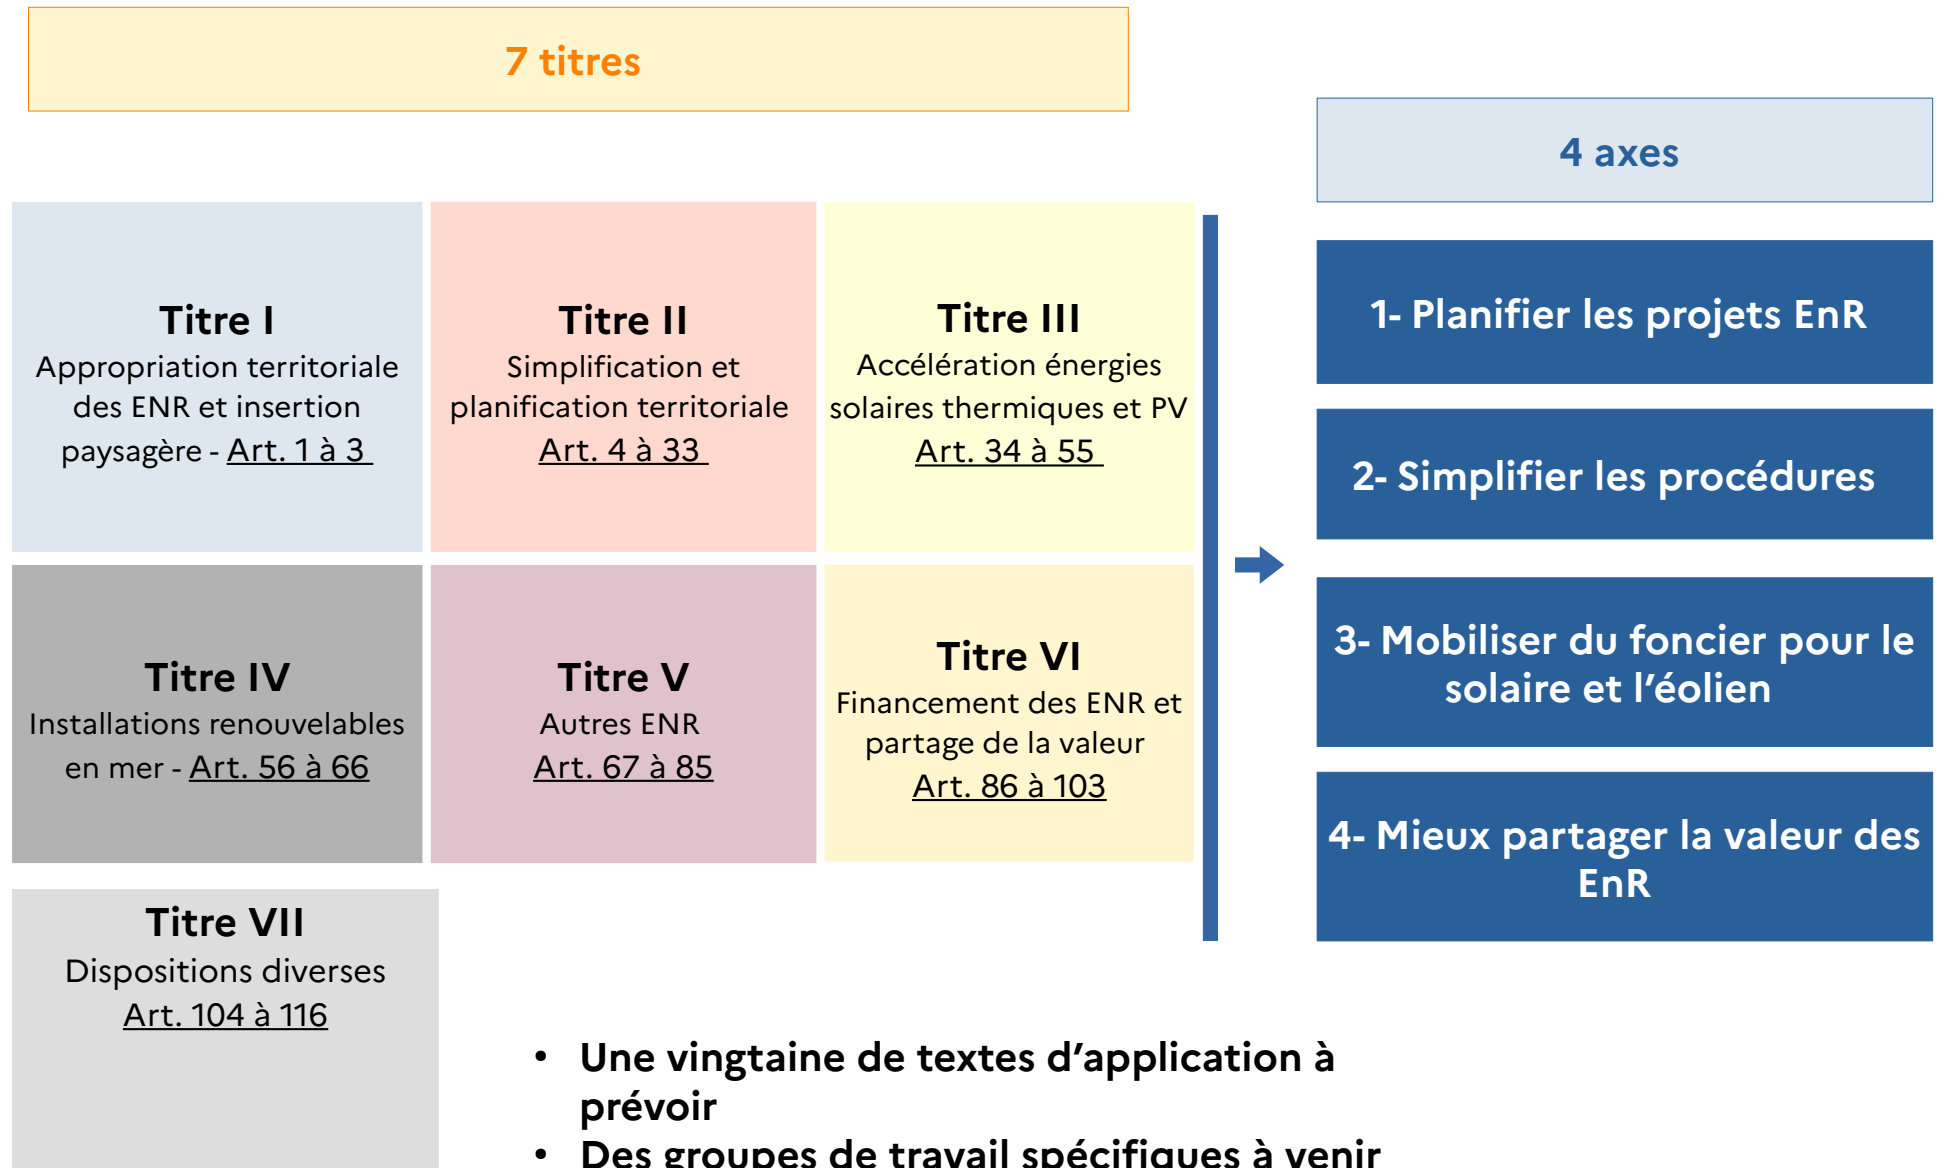 7 titres
4 axes
Titre I
Appropriation territoriale
des ENR et insertion
paysagère - Art. 1 à 3
Titre II
Simplification et
planification territoriale
Art. 4 à 33
Titre III
Accélération énergies
solaires thermiques et PV
Art. 34 à 55
Titre IV
Installations renouvelables
en mer - Art. 56 à 66
Titre V
Autres ENR
Art. 67 à 85
Titre VI
Financement des ENR et
partage de la valeur
Art. 86 à 103
Titre VII
Dispositions diverses
Art. 104 à 116
1- Planifier les projets EnR
2- Simplifier les procédures
3- Mobiliser du foncier pour le
solaire et l’éolien
4- Mieux partager la valeur des
EnR
• Une vingtaine de textes d’application à
prévoir
• Des groupes de travail spécifiques à venir